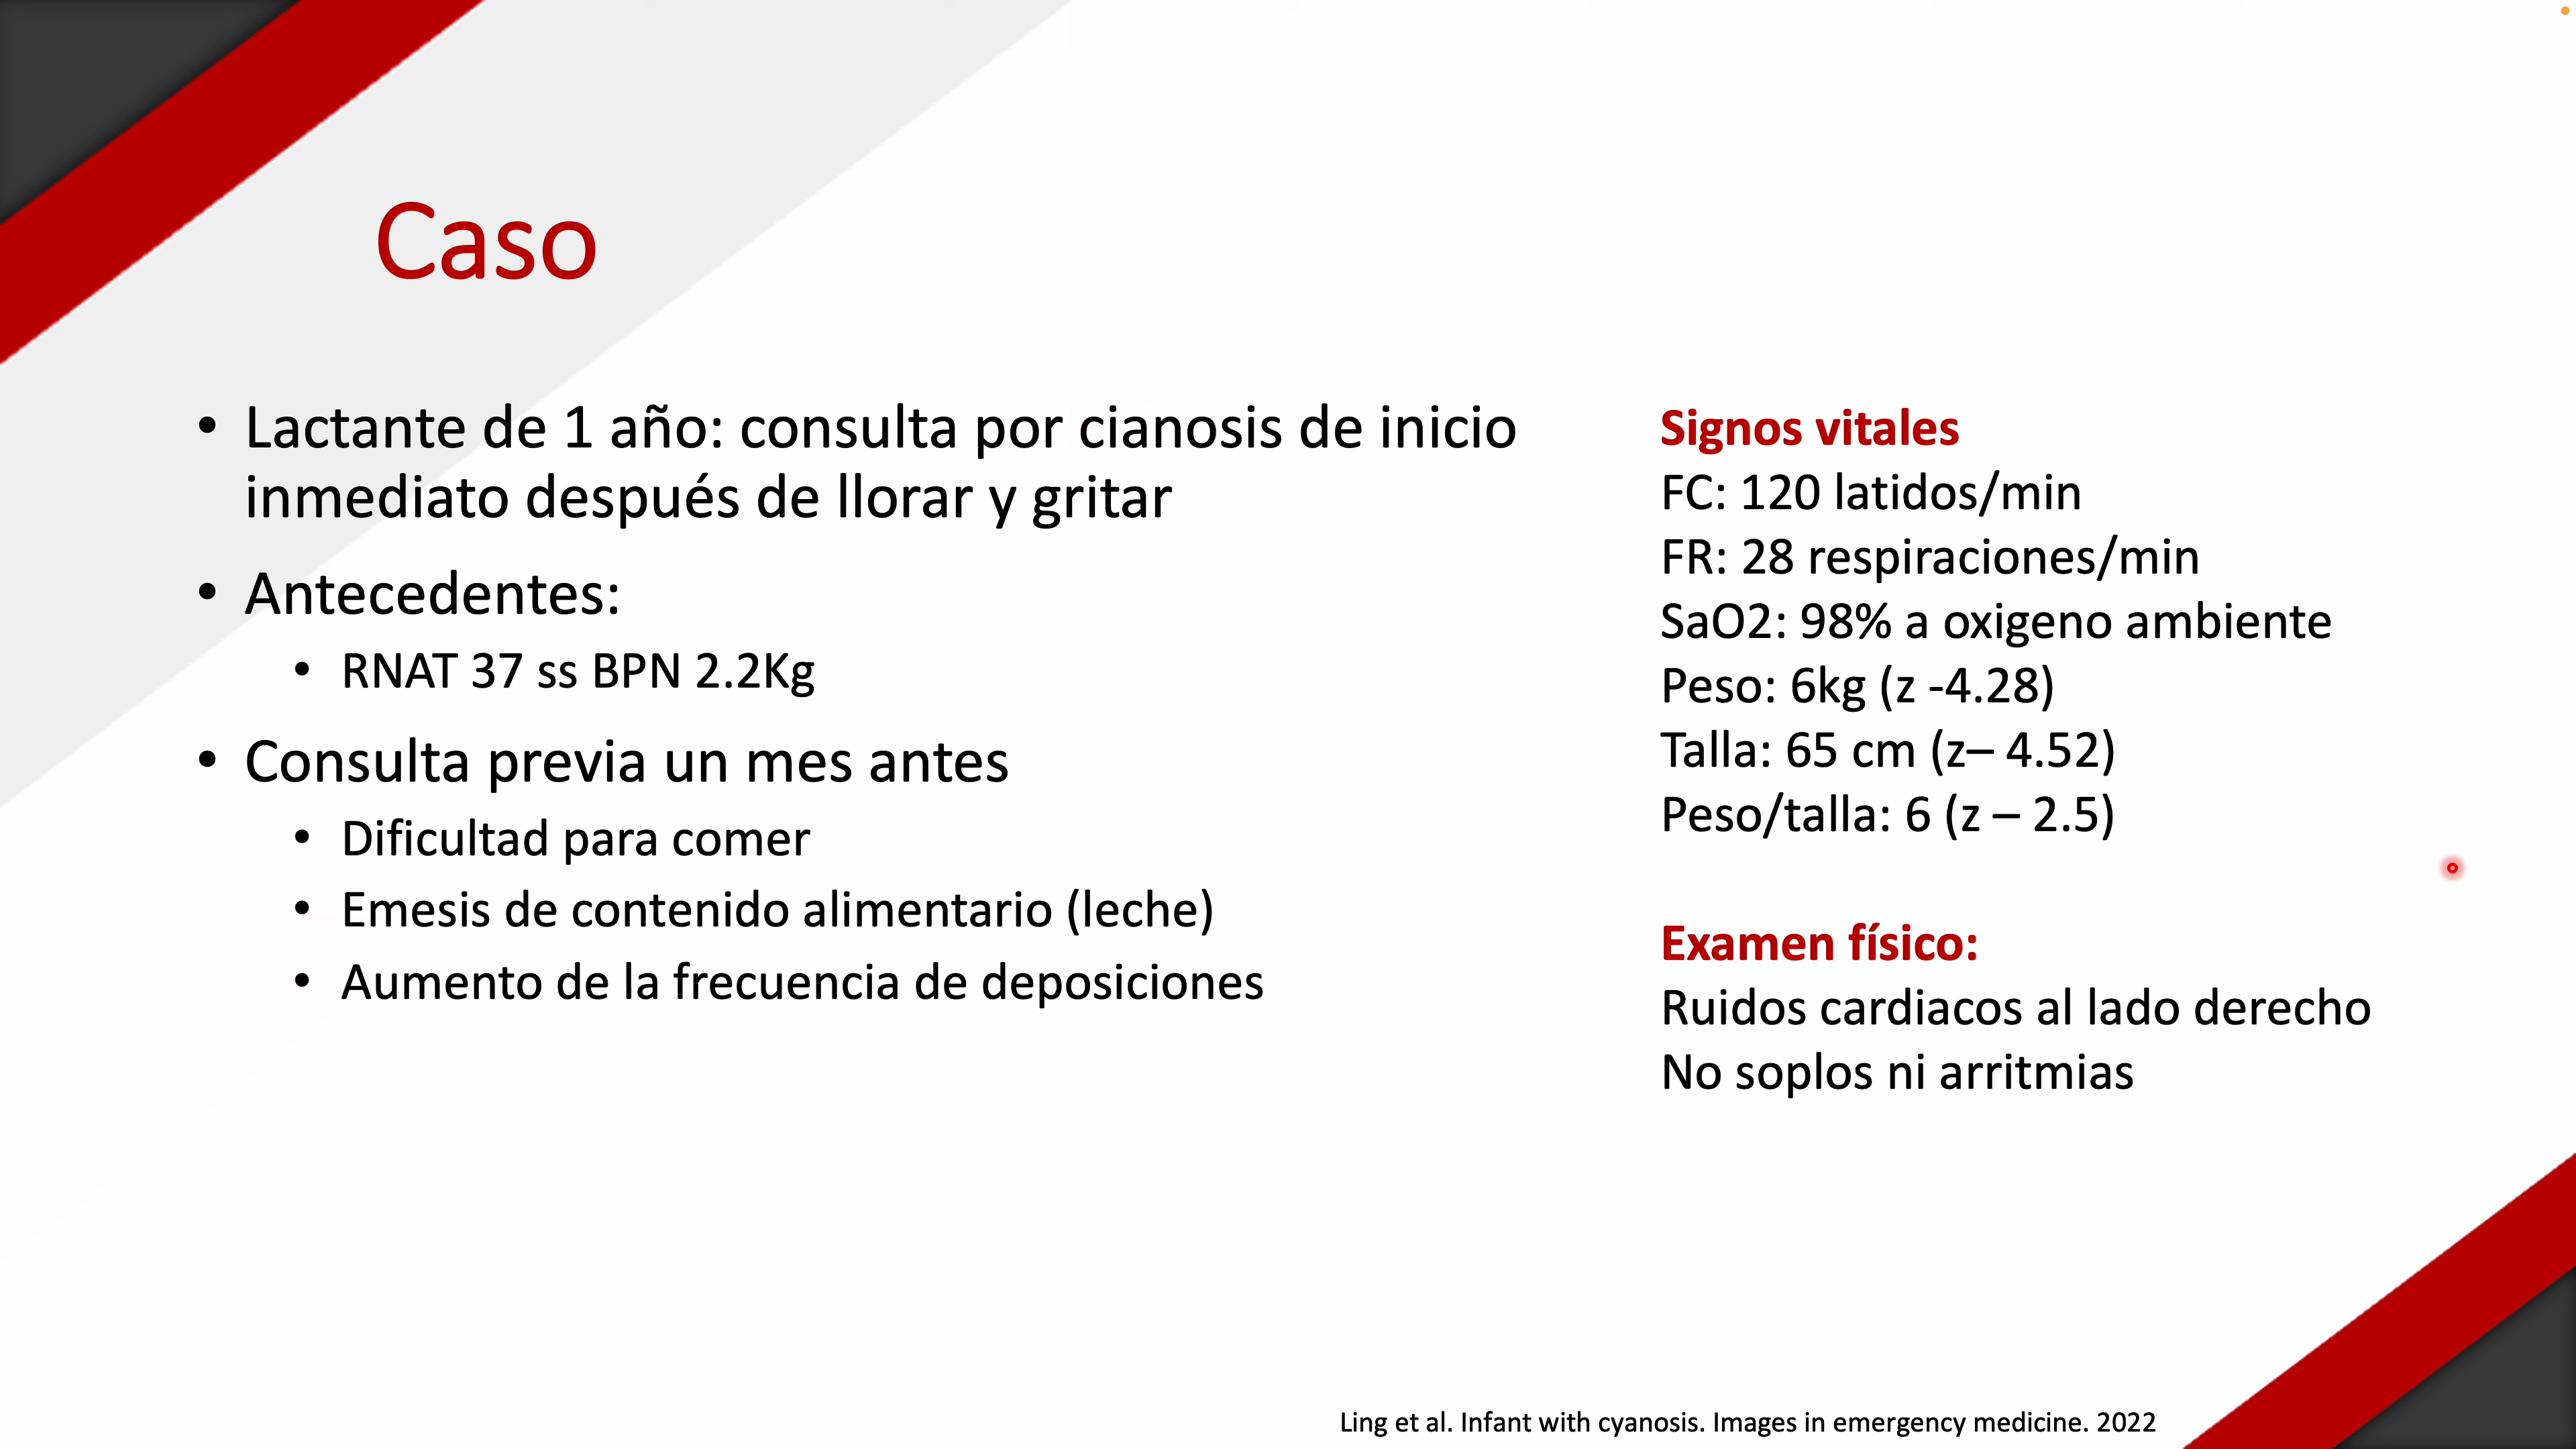 Caso
• Lactante de 1 año: consulta por cianosis de inicio
inmediato después de llorar y gritar
• Antecedentes:
• RNAT 37 ss BPN 2.2Kg
• Consulta previa un mes antes
• Dificultad para comer
• Emesis de contenido alimentario (leche)
• Aumento de la frecuencia de deposiciones
Signos vitales
FC: 120 latidos/min
FR: 28 respiraciones/min
SaO2: 98% a oxigeno ambiente
Peso: 6kg (z -4.28)
Talla: 65 cm (z– 4.52)
Peso/talla: 6 (z – 2.5)
Examen físico:
Ruidos cardiacos al lado derecho
No soplos ni arritmias
Ling et al. Infant with cyanosis. Images in emergency medicine. 2022